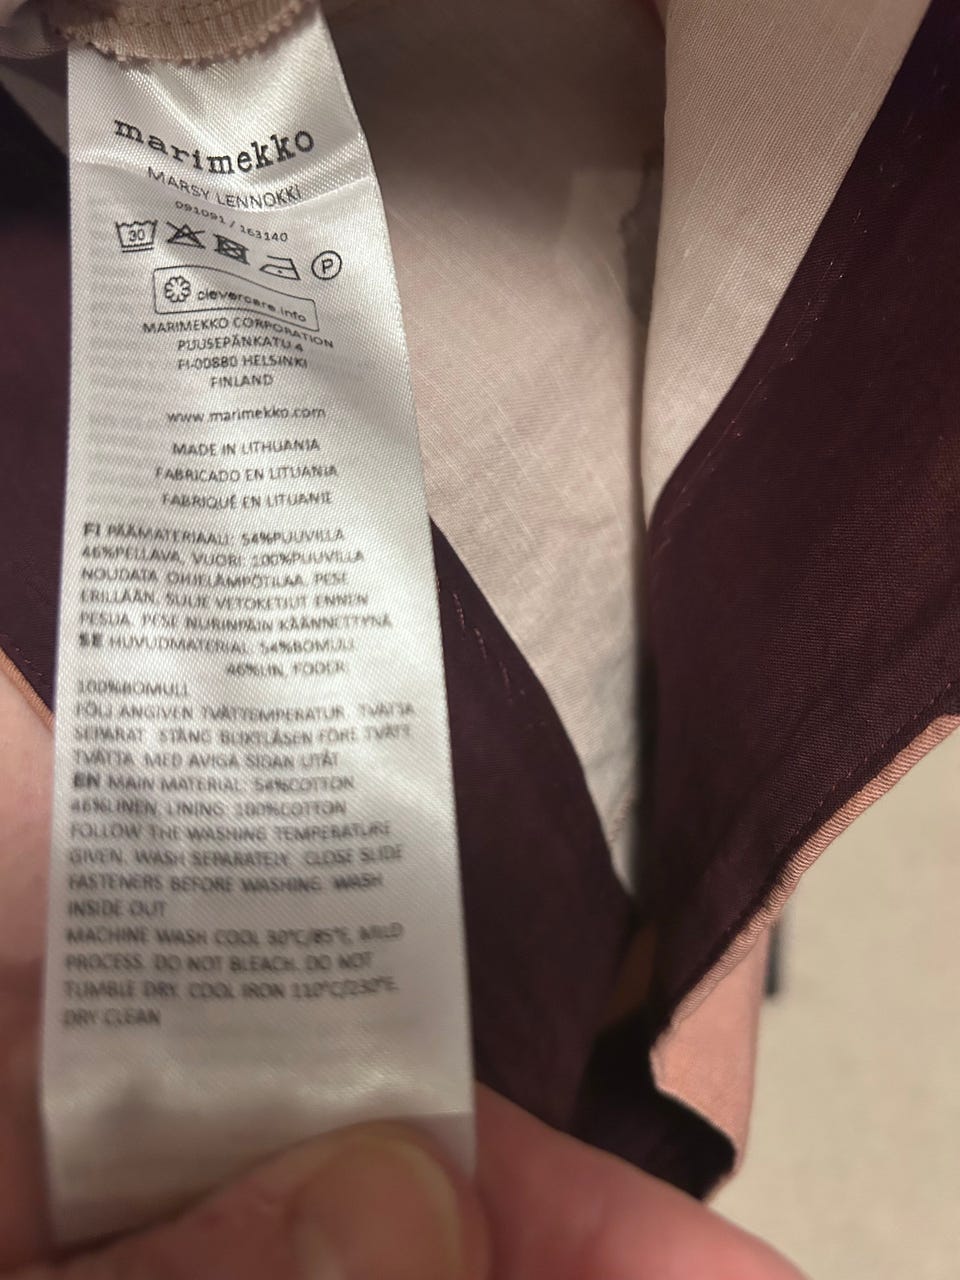 marimekko
MARSY LENNOKKI
091091 / 163140
30
P
clevercare.info
MARIMEKKO CORPORATION
PUUSEPÄNKATU 4
FI-00880 HELSINKI
FINLAND
www.marimekko.com
MADE IN LITHUANIA
FABRICADO EN LITUANIA
FABRIQUÉ EN LITUANIE
FI PÄÄMATERIAALI: 54%PUUVILLA
46%PELLAVA, VUORI: 100%PUUVILLA
NOUDATA OHJELÄMPÖTILAA. PESE
ERILLÄÄN. SULJE VETOKETJUT ENNEN
PESUA. PESE NURINPÄIN KÄÄNNETTYNÄ
SE HUVUDMATERIAL: 54%BOMULL
46%LIN, FODER:
100%BOMULL
FÖLJ ANGIVEN TVÄTTEMPERATUR. TVÄTTA
SEPARAT. STÄNG BLIXTLÅSEN FÖRE TVÄTT.
TVÄTTA MED AVIGA SIDAN UTÅT
EN MAIN MATERIAL: 54%COTTON
46%LINEN, LINING: 100%COTTON
FOLLOW THE WASHING TEMPERATURE
GIVEN. WASH SEPARATELY. CLOSE SLIDE
FASTENERS BEFORE WASHING. WASH
INSIDE OUT
MACHINE WASH COOL 30°C/85°F, MILD
PROCESS. DO NOT BLEACH. DO NOT
TUMBLE DRY. COOL IRON 110°C/230°F.
DRY CLEAN